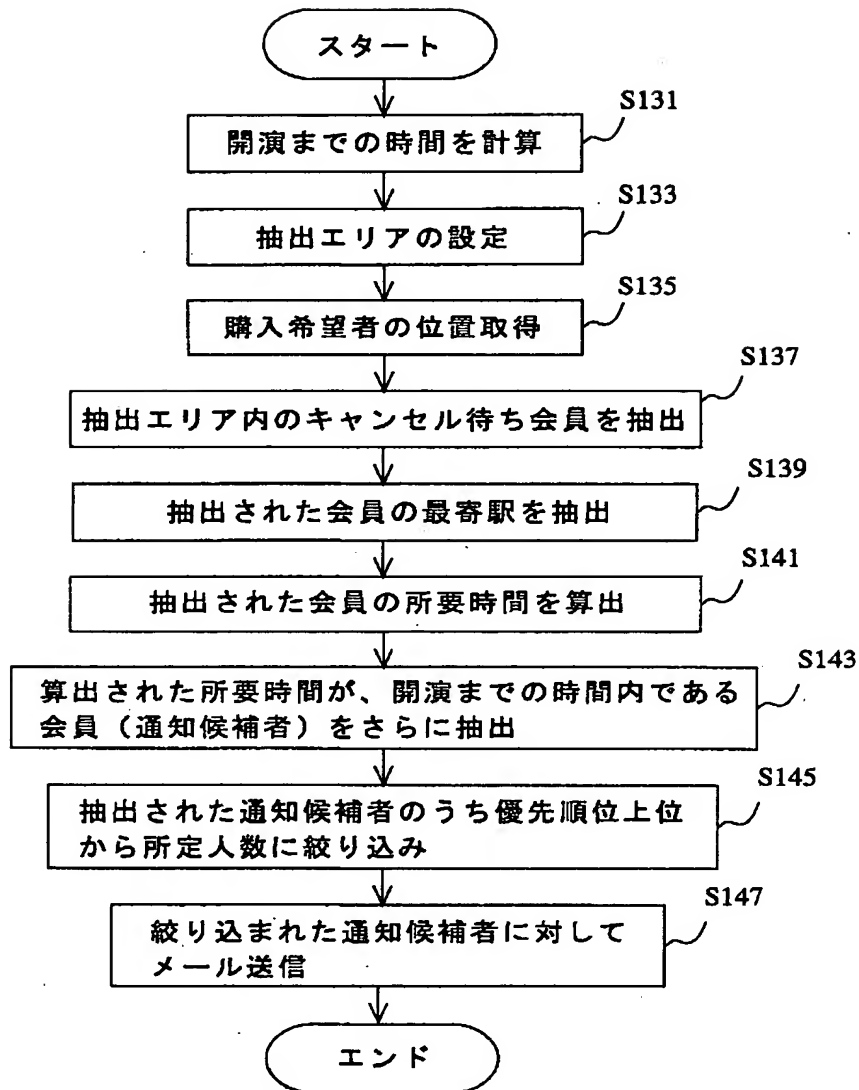 スタート
S131
開演までの時間を計算
S133
抽出エリアの設定
S135
購入希望者の位置取得
S137
抽出エリア内のキャンセル待ち会員を抽出
S139
抽出された会員の最寄駅を抽出
S141
抽出された会員の所要時間を算出
S143
算出された所要時間が、開演までの時間内である
会員（通知候補者）をさらに抽出
S145
抽出された通知候補者のうち優先順位上位
から所定人数に絞り込み
S147
絞り込まれた通知候補者に対して
メール送信
エンド